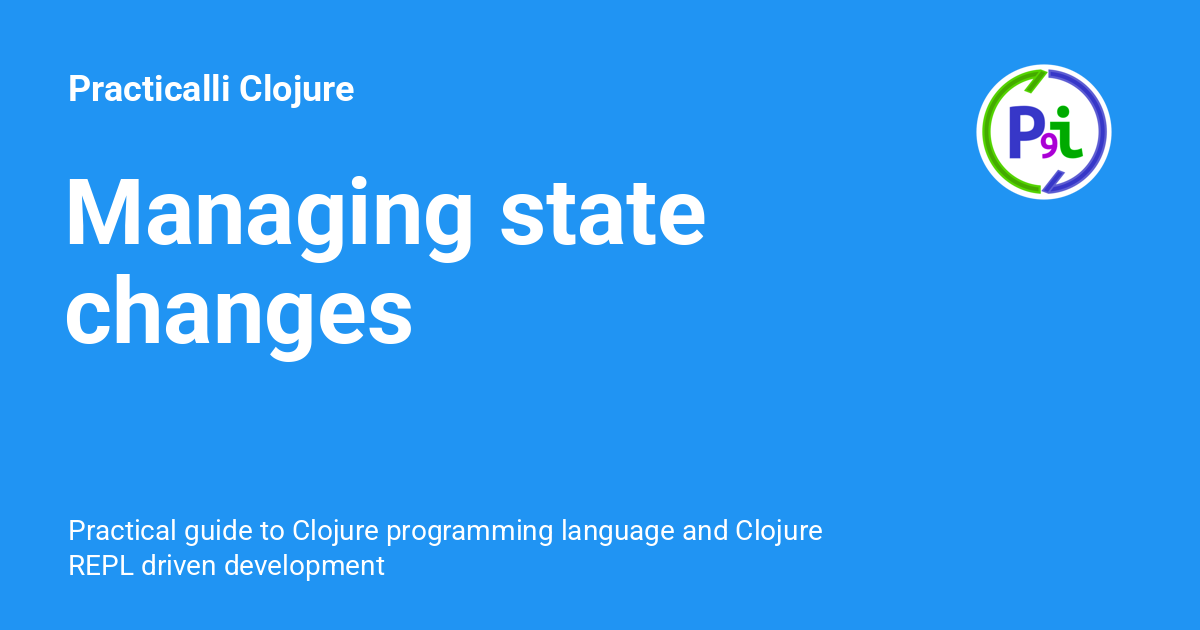 Practicalli Clojure
P9i
Managing state
changes
Practical guide to Clojure programming language and Clojure
REPL driven development